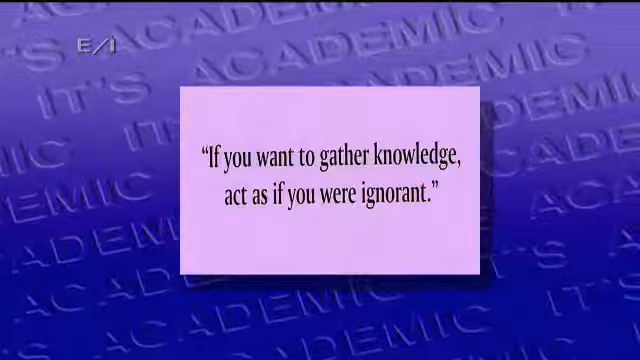 E/I
IT'S ACADEMIC
“If you want to gather knowledge,
act as if you were ignorant.”